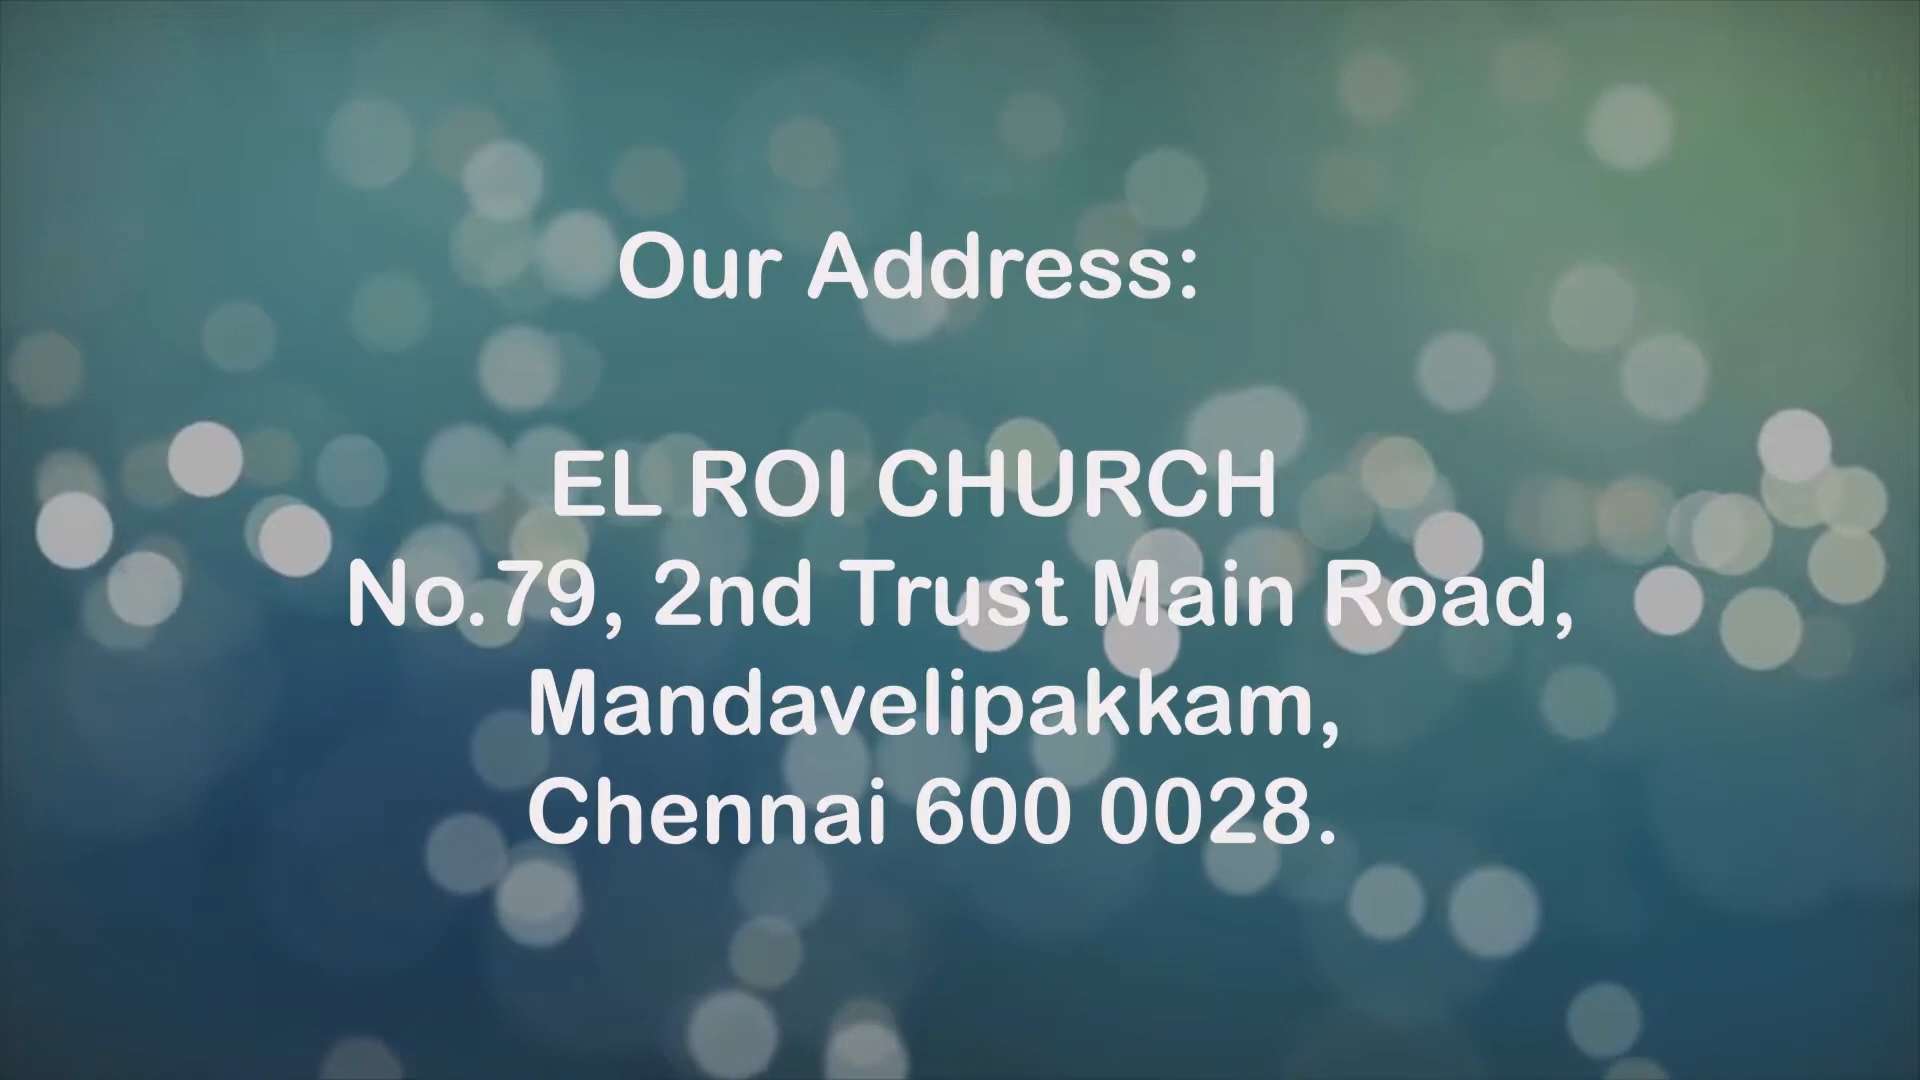 Our Address:
EL ROI CHURCH
No.79, 2nd Trust Main Road,
Mandavelipakkam,
Chennai 600 0028.